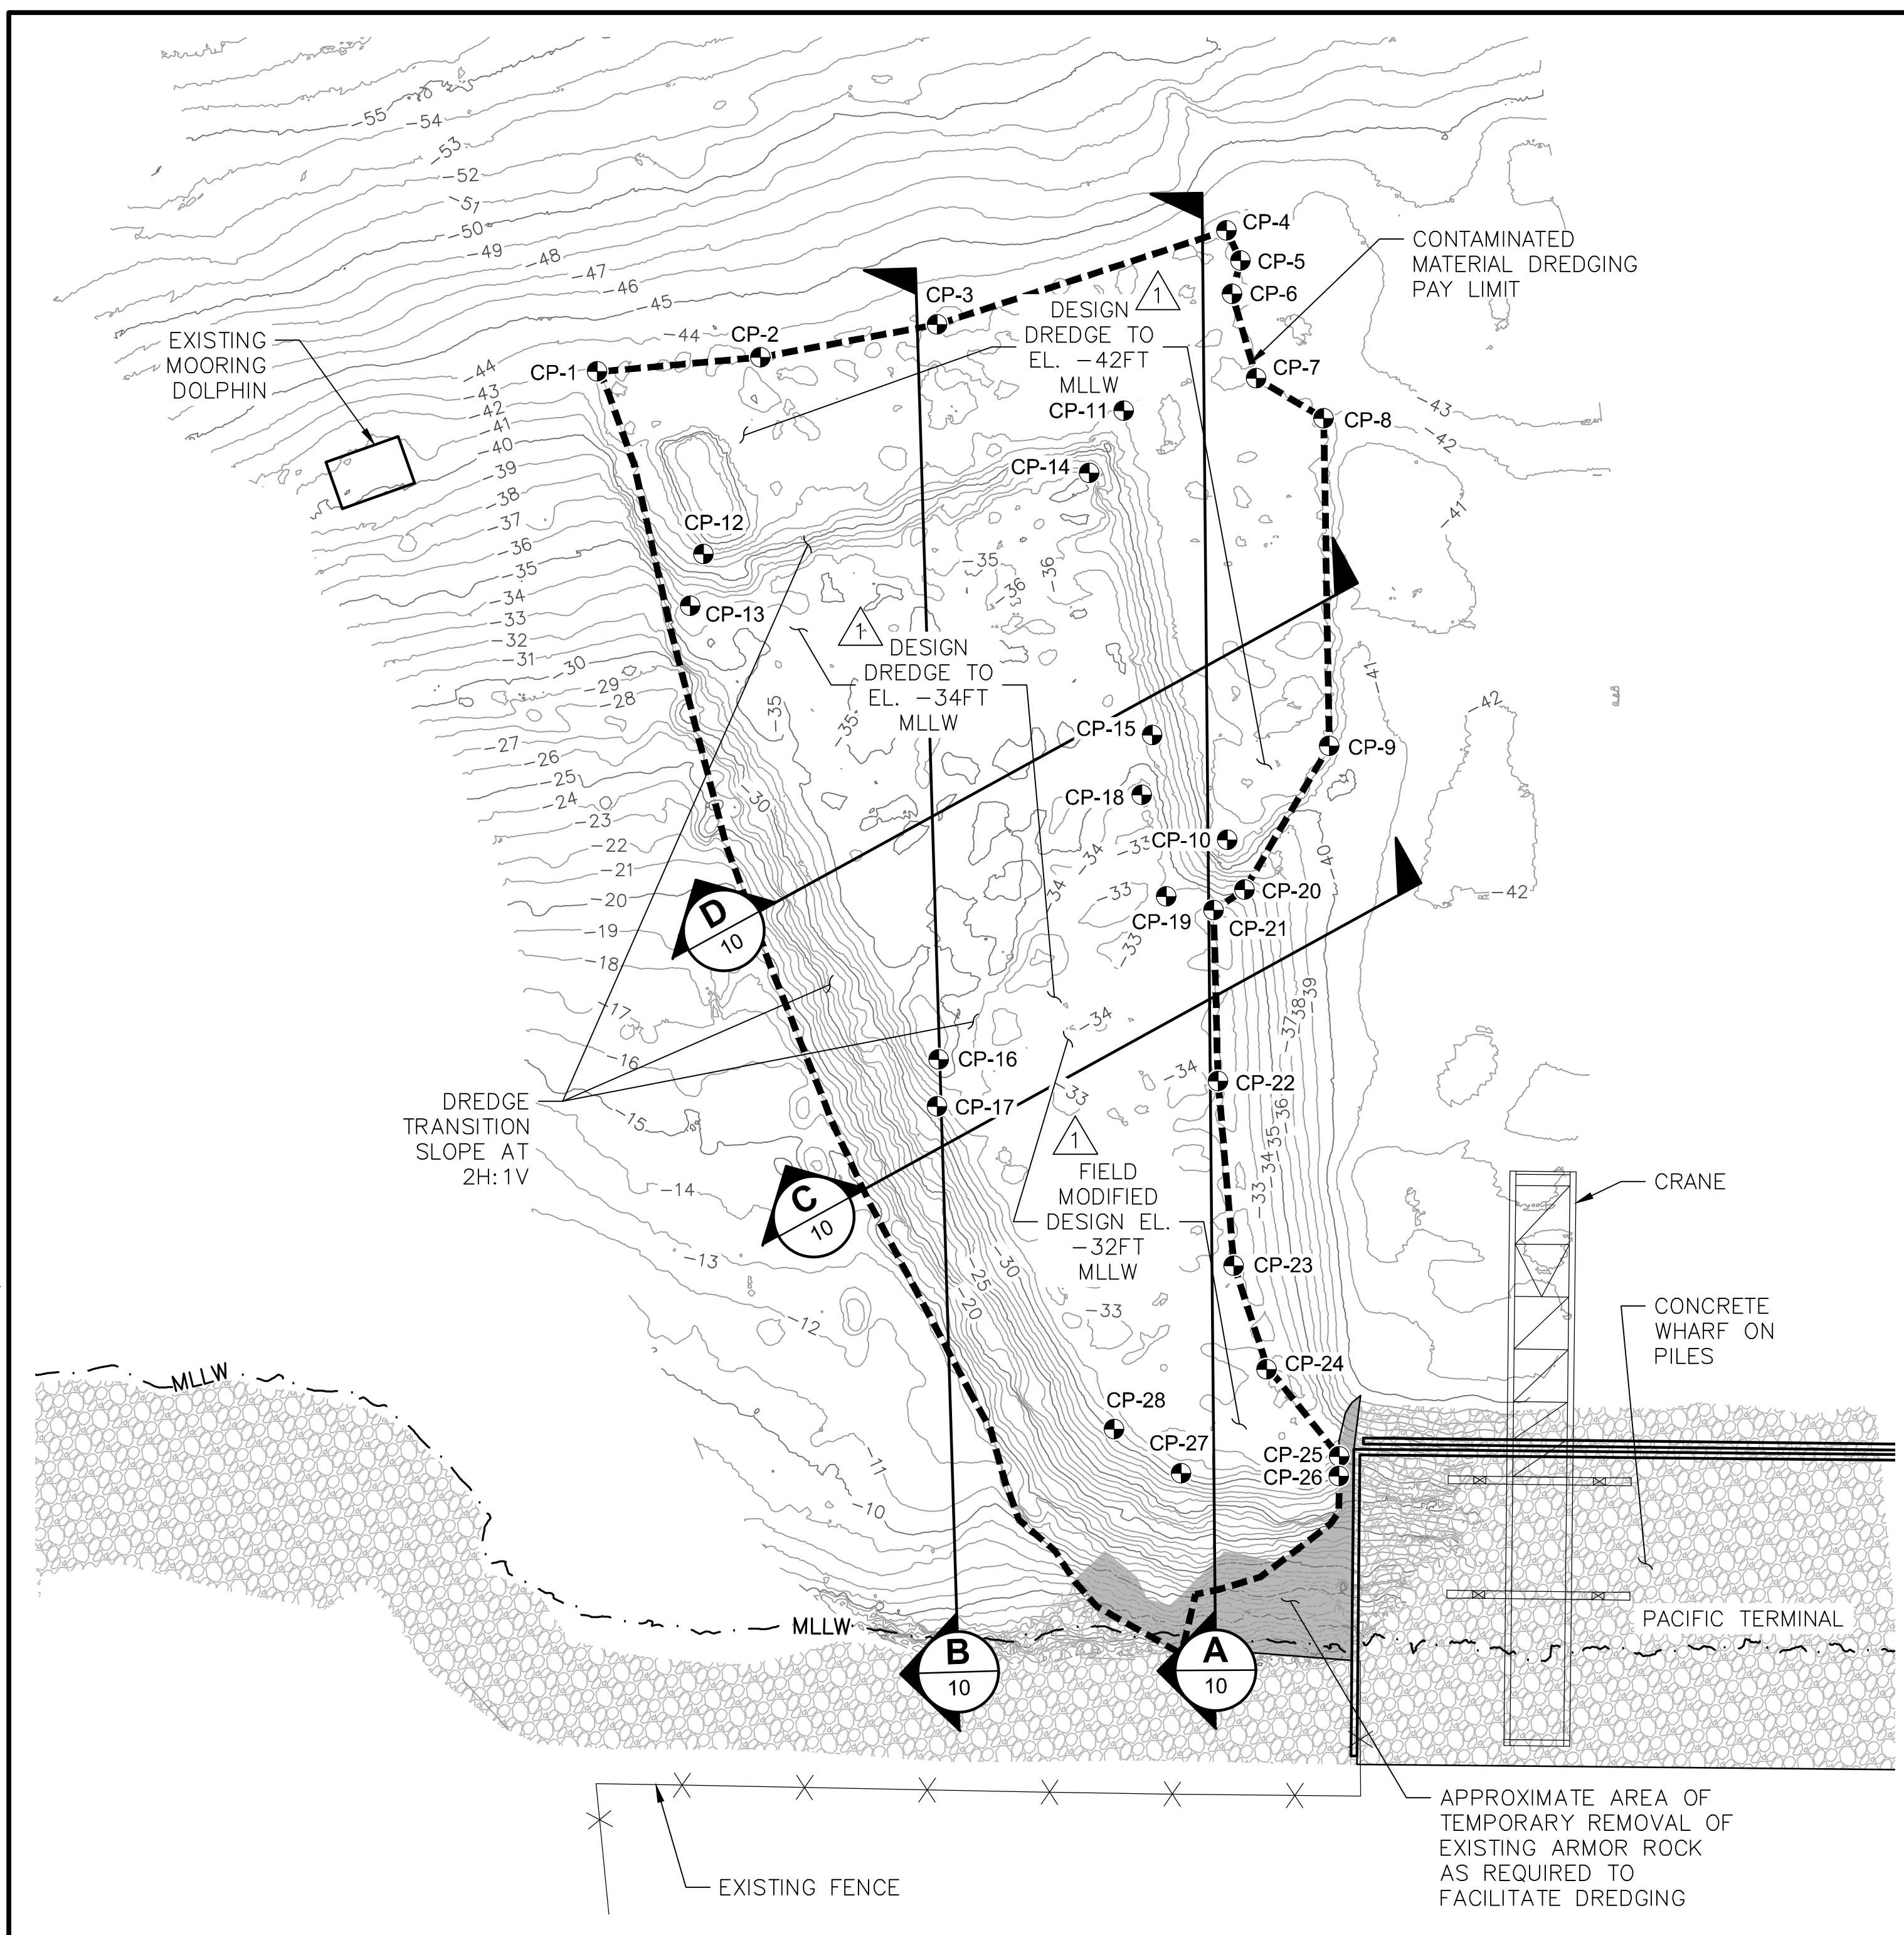 -55
-54
-53
-52
-51
-50
-49
-48
-47
-46
-45
-44
CP-4
CP-5
CP-6
CONTAMINATED
MATERIAL DREDGING
PAY LIMIT
CP-3
CP-2
CP-1
CP-7
CP-8
EXISTING
MOORING
DOLPHIN
1
DESIGN
DREDGE TO
EL. -42FT
MLLW
CP-11
-44
-43
-42
-41
-40
-39
-38
-37
-36
-35
-34
-33
-32
-31
-30
-29
-28
-27
-26
-25
-24
-23
-22
-21
-20
-19
-18
-17
-16
-15
-14
-13
-12
-11
-10
-43
-42
-41
CP-14
CP-12
CP-13
-35
-36
-36
1
DESIGN
DREDGE TO
EL. -34FT
MLLW
-35
-35
-30
-41
-42
CP-15
CP-9
CP-18
CP-10
-33
-34
-34
-33
-33
-40
-42
CP-20
CP-19
CP-21
D
10
-39
-38
-37
-36
-35
-34
-33
-34
-34
-33
CP-16
CP-17
CP-22
DREDGE
TRANSITION
SLOPE AT
2H:1V
1
FIELD
MODIFIED
DESIGN EL.
-32FT
MLLW
C
10
CRANE
-30
-25
-20
-33
CP-23
CONCRETE
WHARF ON
PILES
CP-24
MLLW
CP-28
CP-27
CP-25
CP-26
MLLW
PACIFIC TERMINAL
B
10
A
10
EXISTING FENCE
APPROXIMATE AREA OF
TEMPORARY REMOVAL OF
EXISTING ARMOR ROCK
AS REQUIRED TO
FACILITATE DREDGING